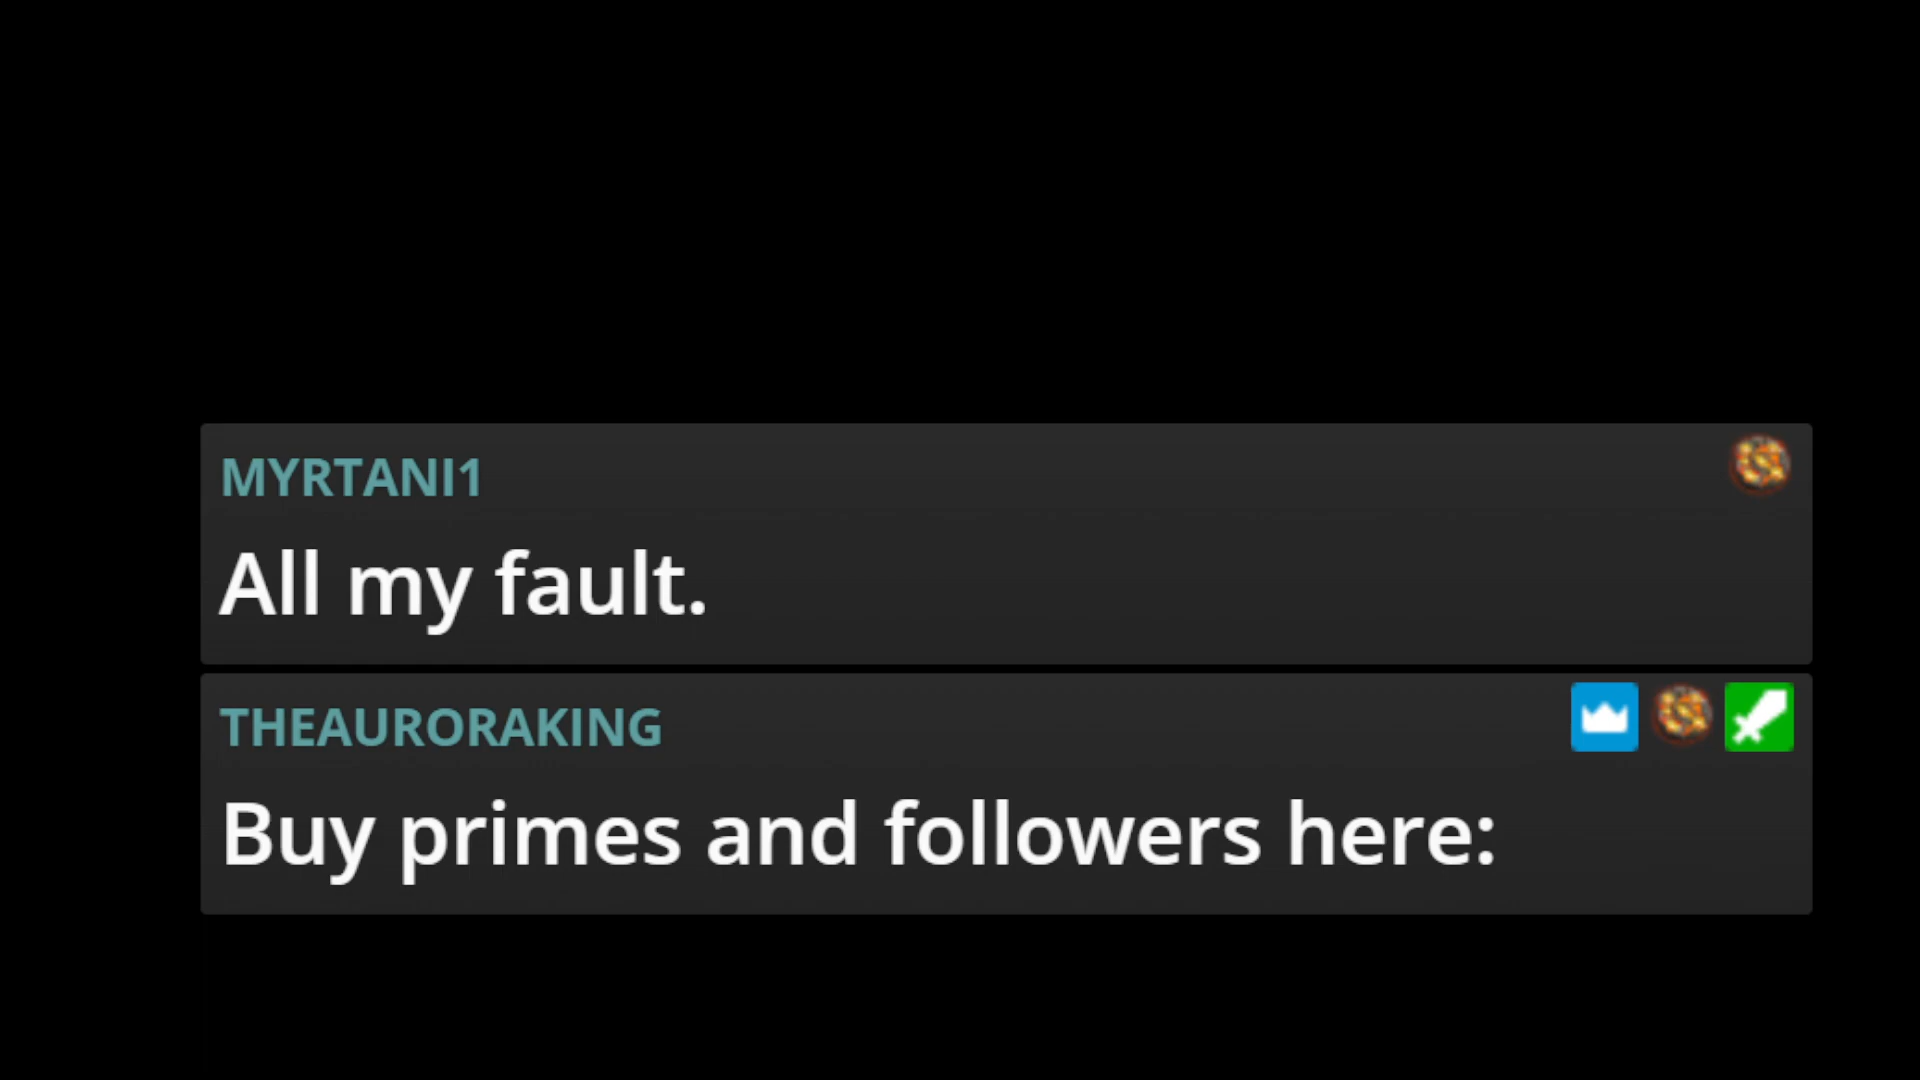 MYRTANI1
All my fault.
THEAURORAKING
Buy primes and followers here: